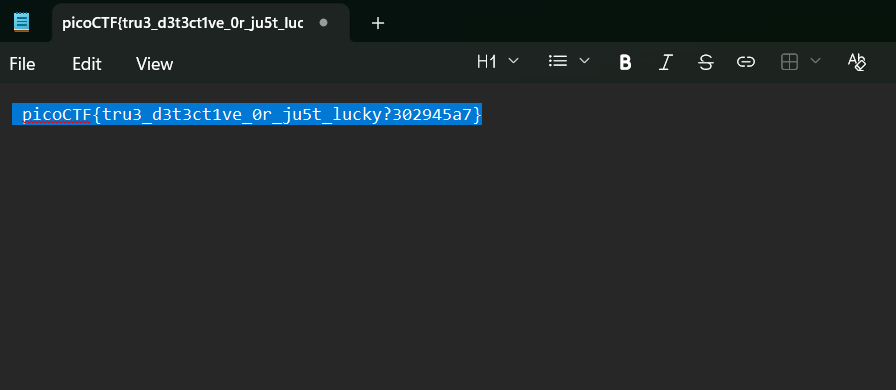 picoCTF{tru3_d3t3ct1ve_0r_ju5t_luc
File Edit View H1 B I S
picoCTF{tru3_d3t3ct1ve_0r_ju5t_lucky?302945a7}